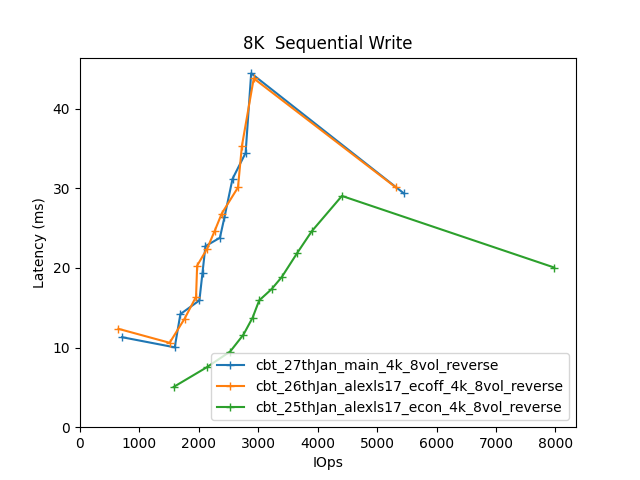 8K  Sequential Write
Latency (ms)
40
30
20
10
0
0 1000 2000 3000 4000 5000 6000 7000 8000
IOps
cbt_27thJan_main_4k_8vol_reverse
cbt_26thJan_alexls17_ecoff_4k_8vol_reverse
cbt_25thJan_alexls17_econ_4k_8vol_reverse